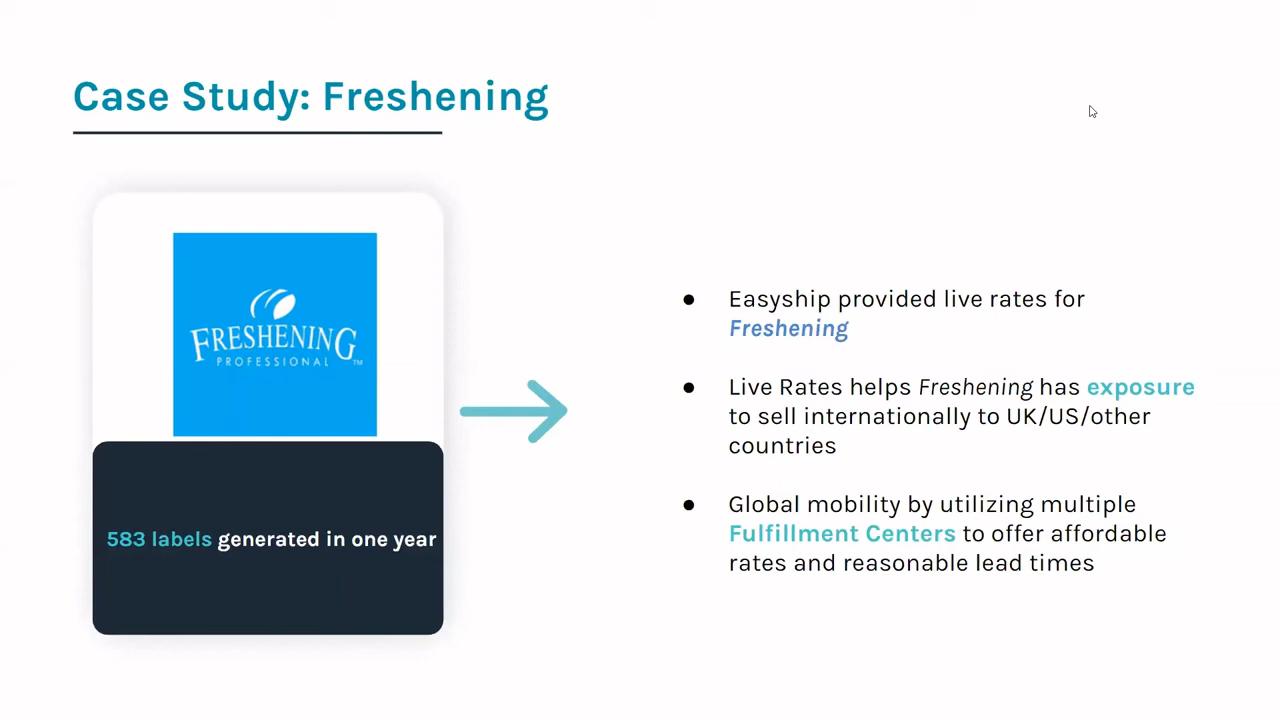 Case Study: Freshening
FRESHENING
PROFESSIONAL™
583 labels generated in one year
● Easyship provided live rates for
Freshening
● Live Rates helps Freshening has exposure
to sell internationally to UK/US/other
countries
● Global mobility by utilizing multiple
Fulfillment Centers to offer affordable
rates and reasonable lead times